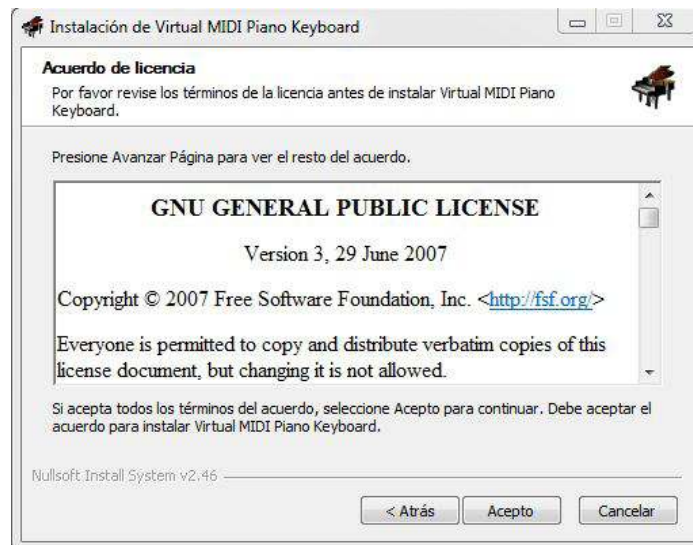 Instalación de Virtual MIDI Piano Keyboard
Acuerdo de licencia
Por favor revise los términos de la licencia antes de instalar Virtual MIDI Piano
Keyboard.
Presione Avanzar Página para ver el resto del acuerdo.
GNU GENERAL PUBLIC LICENSE
Version 3, 29 June 2007
Copyright © 2007 Free Software Foundation, Inc. <http://fsf.org/>
Everyone is permitted to copy and distribute verbatim copies of this
license document, but changing it is not allowed.
Si acepta todos los términos del acuerdo, seleccione Acepto para continuar. Debe aceptar el
acuerdo para instalar Virtual MIDI Piano Keyboard.
Nullsoft Install System v2.46
< Atrás Acepto Cancelar